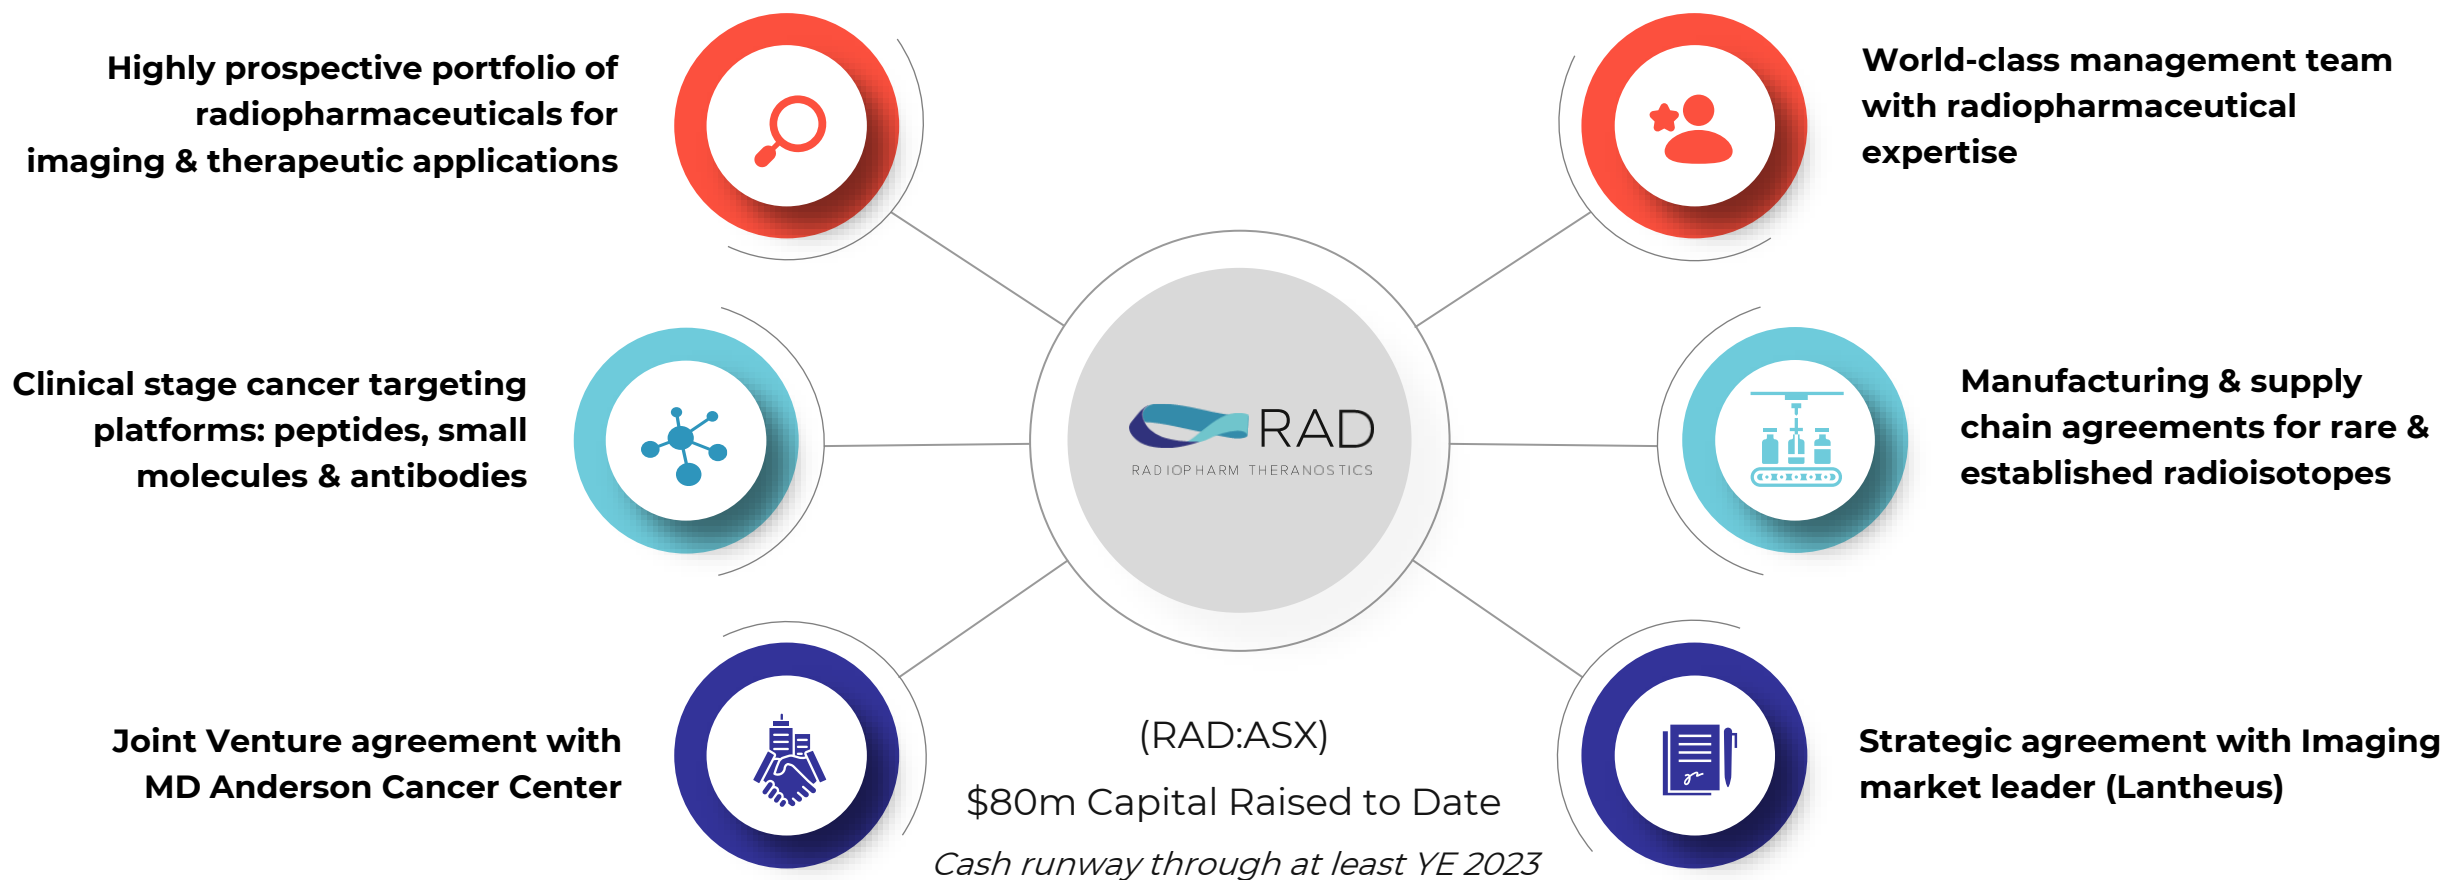 Highly prospective portfolio of
radiopharmaceuticals for
imaging & therapeutic applications
World-class management team
with radiopharmaceutical
expertise
Clinical stage cancer targeting
platforms: peptides, small
molecules & antibodies
RAD
RADIOPHARM THERANOSTICS
Manufacturing & supply
chain agreements for rare &
established radioisotopes
Joint Venture agreement with
MD Anderson Cancer Center
(RAD:ASX)
$80m Capital Raised to Date
Cash runway through at least YE 2023
Strategic agreement with Imaging
market leader (Lantheus)